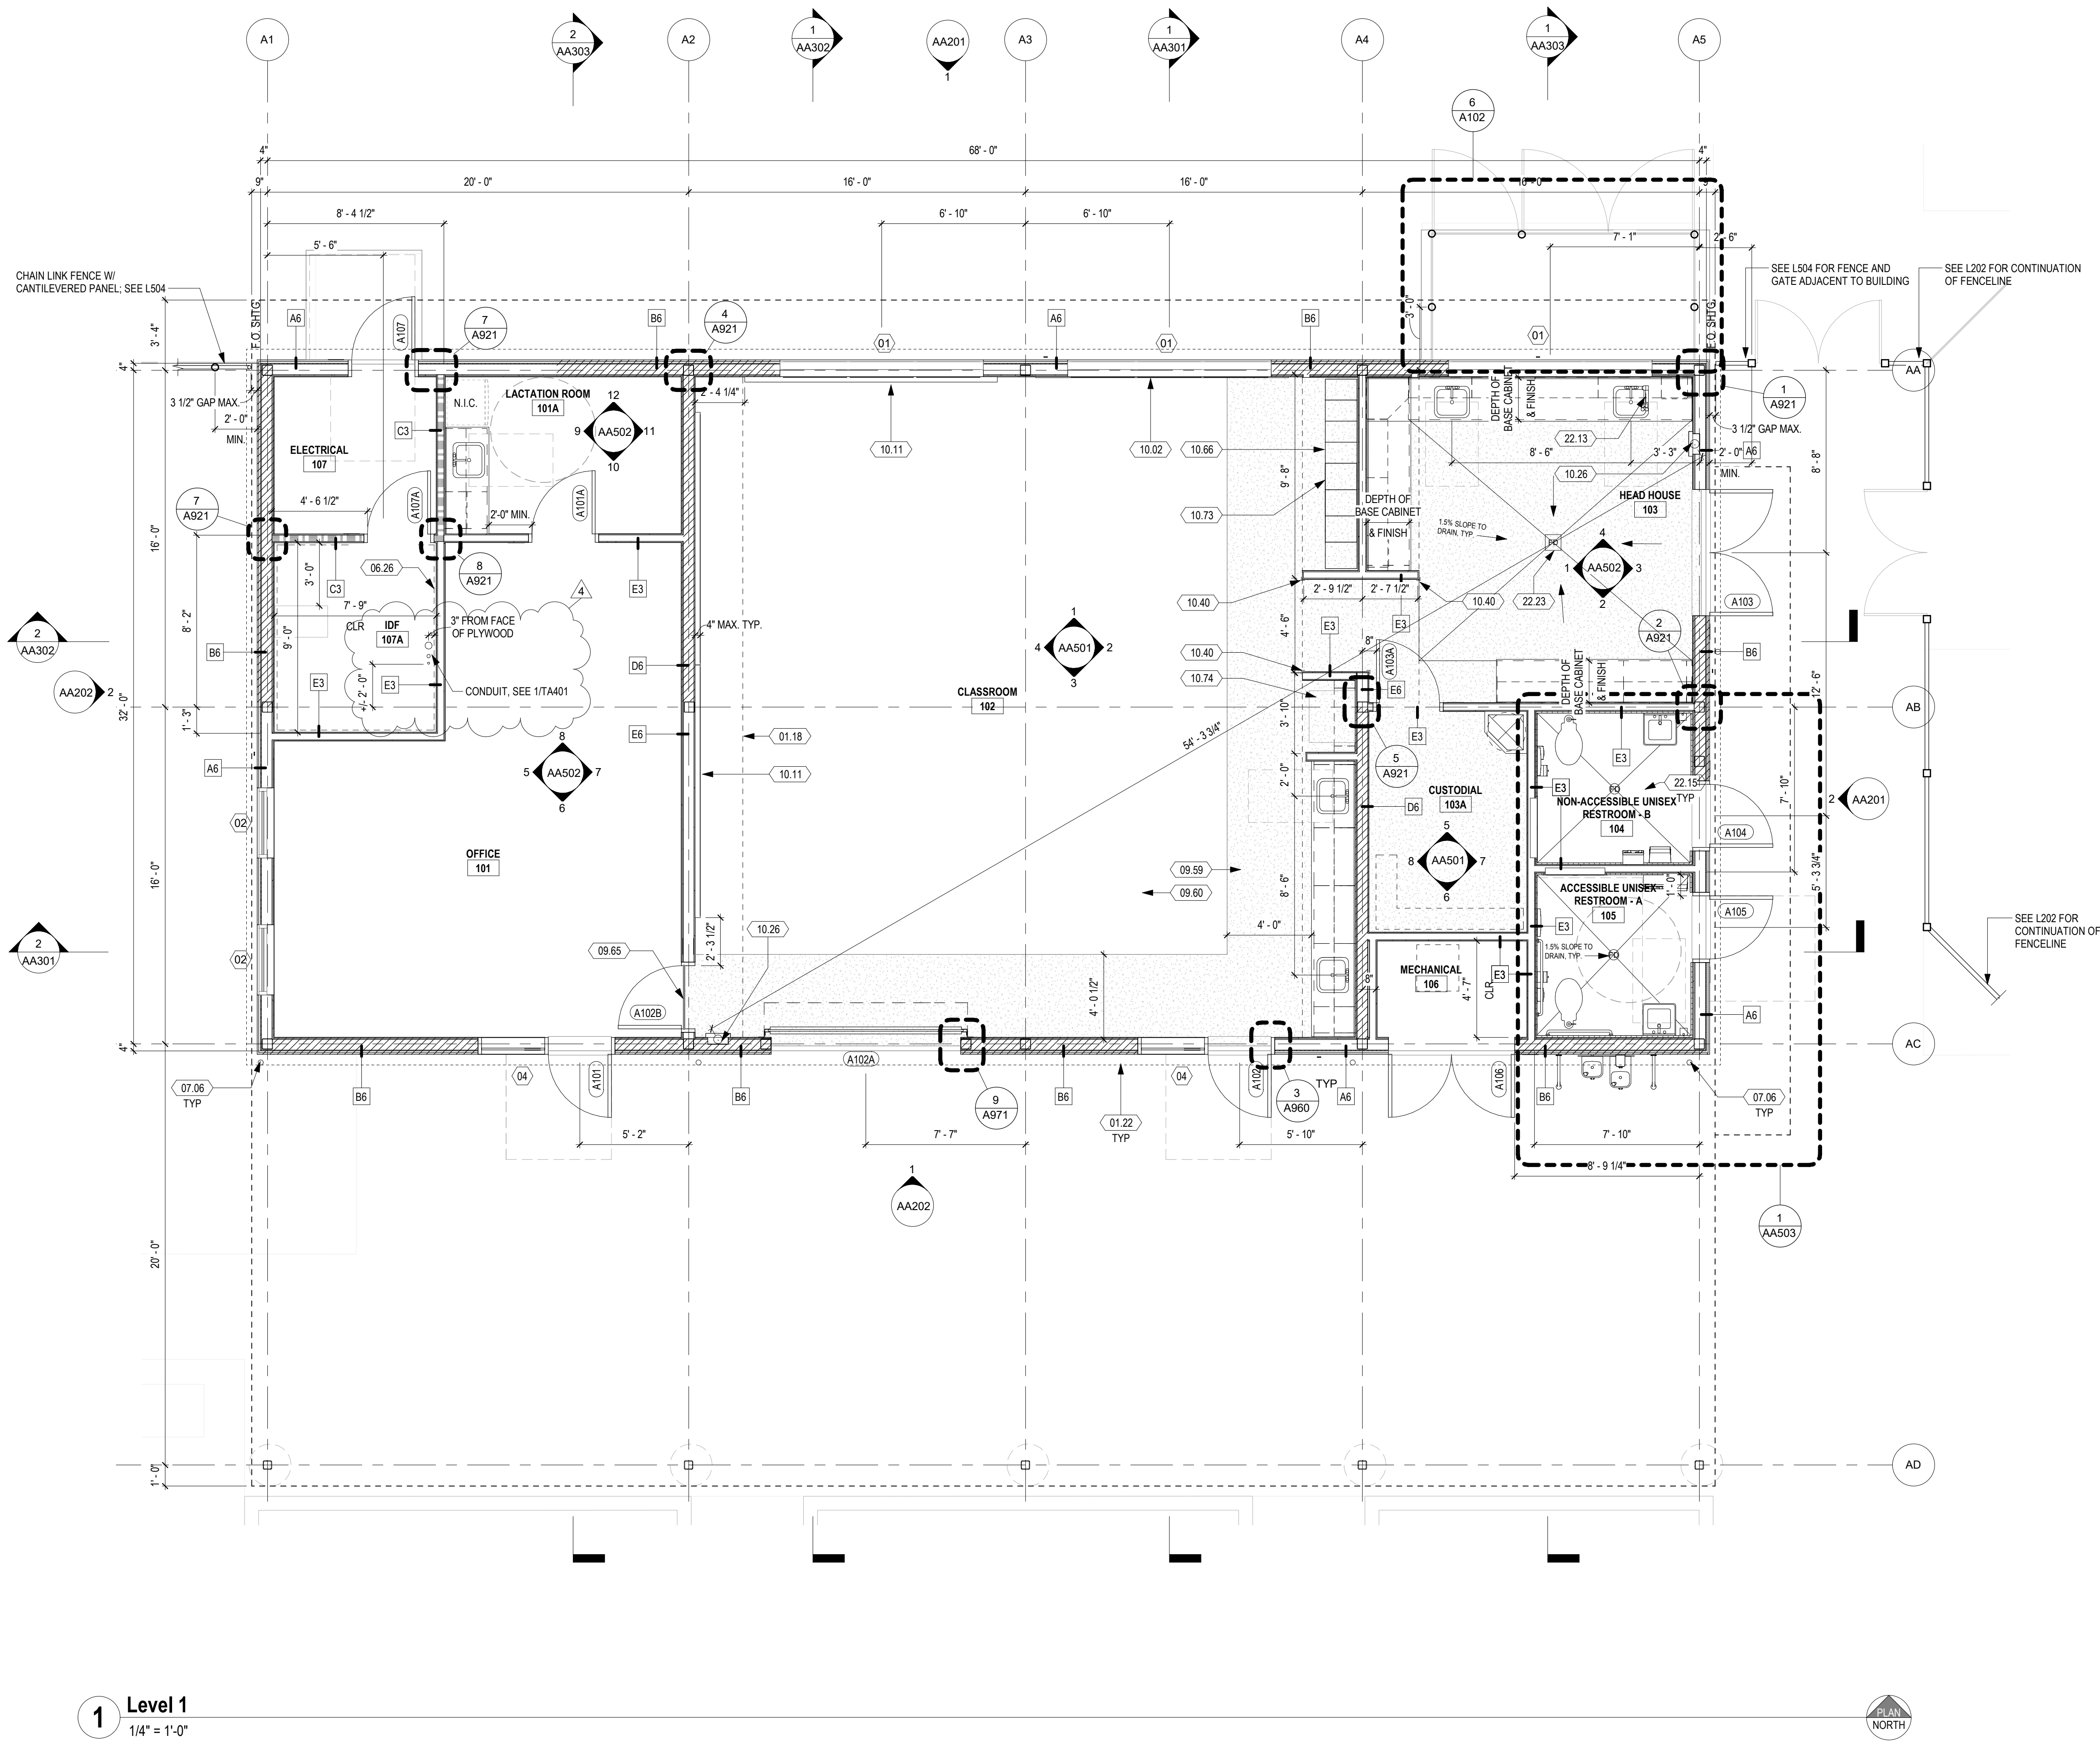 A1
2
AA303
A2
1
AA302
AA201
1
A3
1
AA301
A4
1
AA303
A5
6
A102
4"
68' - 0"
4"
9"
20' - 0"
16' - 0"
16' - 0"
16' - 0"
9"
8' - 4 1/2"
6' - 10"
6' - 10"
5' - 6"
7' - 1"
2' - 6"
CHAIN LINK FENCE W/
CANTILEVERED PANEL; SEE L504
SEE L504 FOR FENCE AND
GATE ADJACENT TO BUILDING
SEE L202 FOR CONTINUATION
OF FENCELINE
3' - 4"
F.O. SHTG.
A6
A107
7
A921
B6
4
A921
01
A6
01
B6
3' - 0"
01
F.O. SHTG.
AA
4"
3 1/2" GAP MAX.
2' - 0"
MIN.
N.I.C.
LACTATION ROOM
101A
12
9
AA502
11
10
2' - 4 1/4"
DEPTH OF
BASE CABINET
& FINISH
1
A921
3 1/2" GAP MAX.
C3
ELECTRICAL
107
10.11
10.02
10.66
22.13
8' - 6"
3' - 3"
2' - 0"
MIN.
A6
8' - 8"
9' - 8"
10.26
HEAD HOUSE
103
4' - 6 1/2"
A107A
A101A
2'-0" MIN.
7
A921
10.73
DEPTH OF
BASE CABINET
& FINISH
1.5% SLOPE TO
DRAIN, TYP.
FD
16' - 0"
3' - 0"
C3
06.26
8
A921
E3
4
4
1
AA502
3
2
2' - 9 1/2"
2' - 7 1/2"
10.40
10.40
22.23
A103
7' - 9"
CLR
IDF
107A
3" FROM FACE
OF PLYWOOD
4" MAX. TYP.
1
4
AA501
2
3
4' - 6"
E3
E3
8"
A103A
2
A921
8' - 2"
9' - 0"
2
AA302
B6
D6
10.40
B6
AA202
2
E3
E3
+/- 2' - 0"
CONDUIT, SEE 1/TA401
CLASSROOM
102
10.74
E6
DEPTH OF
BASE CABINET
& FINISH
12' - 6"
32' - 0"
AB
1' - 3"
E6
01.18
54' - 3 3/4"
3' - 10"
E3
E3
8
5
AA502
7
6
A6
10.11
2' - 0"
5
A921
CUSTODIAL
103A
E3
FD
22.15
TYP
7' - 10"
2
AA201
D6
NON-ACCESSIBLE UNISEX
RESTROOM - B
104
02
A104
5
8
AA501
7
6
OFFICE
101
16' - 0"
09.59
09.60
8' - 6"
1' - 0"
5' - 3 3/4"
ACCESSIBLE UNISEX
RESTROOM - A
105
A105
2
AA301
02
09.65
2' - 3 1/2"
10.26
4' - 0"
E3
1.5% SLOPE TO
DRAIN, TYP.
FD
SEE L202 FOR
CONTINUATION OF
FENCELINE
MECHANICAL
106
8"
4' - 7"
CLR
E3
E3
A102B
4' - 0 1/2"
A6
4"
AC
07.06
TYP
B6
04
A101
B6
A102A
9
A971
B6
01.22
TYP
04
A102
TYP
3
A960
A6
A106
B6
07.06
TYP
5' - 2"
7' - 7"
5' - 10"
7' - 10"
8' - 9 1/4"
1
AA202
1
AA503
20' - 0"
1' - 0"
AD
1
Level 1
1/4" = 1'-0"
PLAN
NORTH